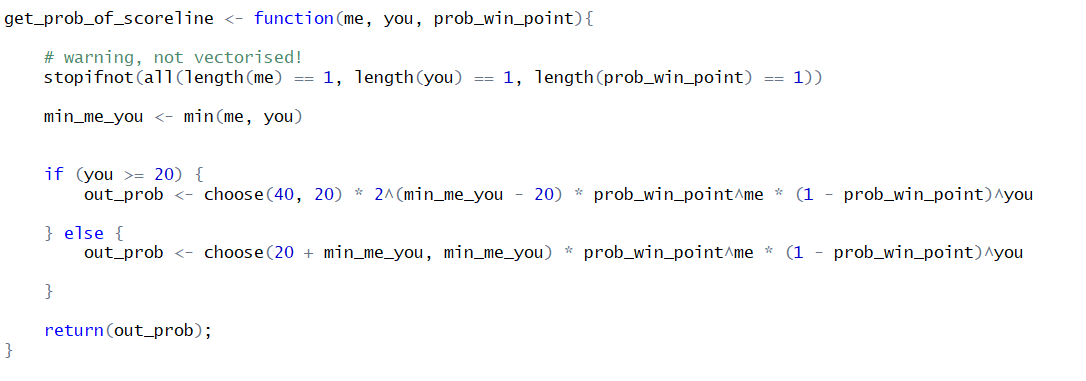 get_prob_of_scoreline <- function(me, you, prob_win_point){
# warning, not vectorised!
stopifnot(all(length(me) == 1, length(you) == 1, length(prob_win_point) == 1))
min_me_you <- min(me, you)
if (you >= 20) {
out_prob <- choose(40, 20) * 2^(min_me_you - 20) * prob_win_point^me * (1 - prob_win_point)^you
} else {
out_prob <- choose(20 + min_me_you, min_me_you) * prob_win_point^me * (1 - prob_win_point)^you
}
return(out_prob);
}